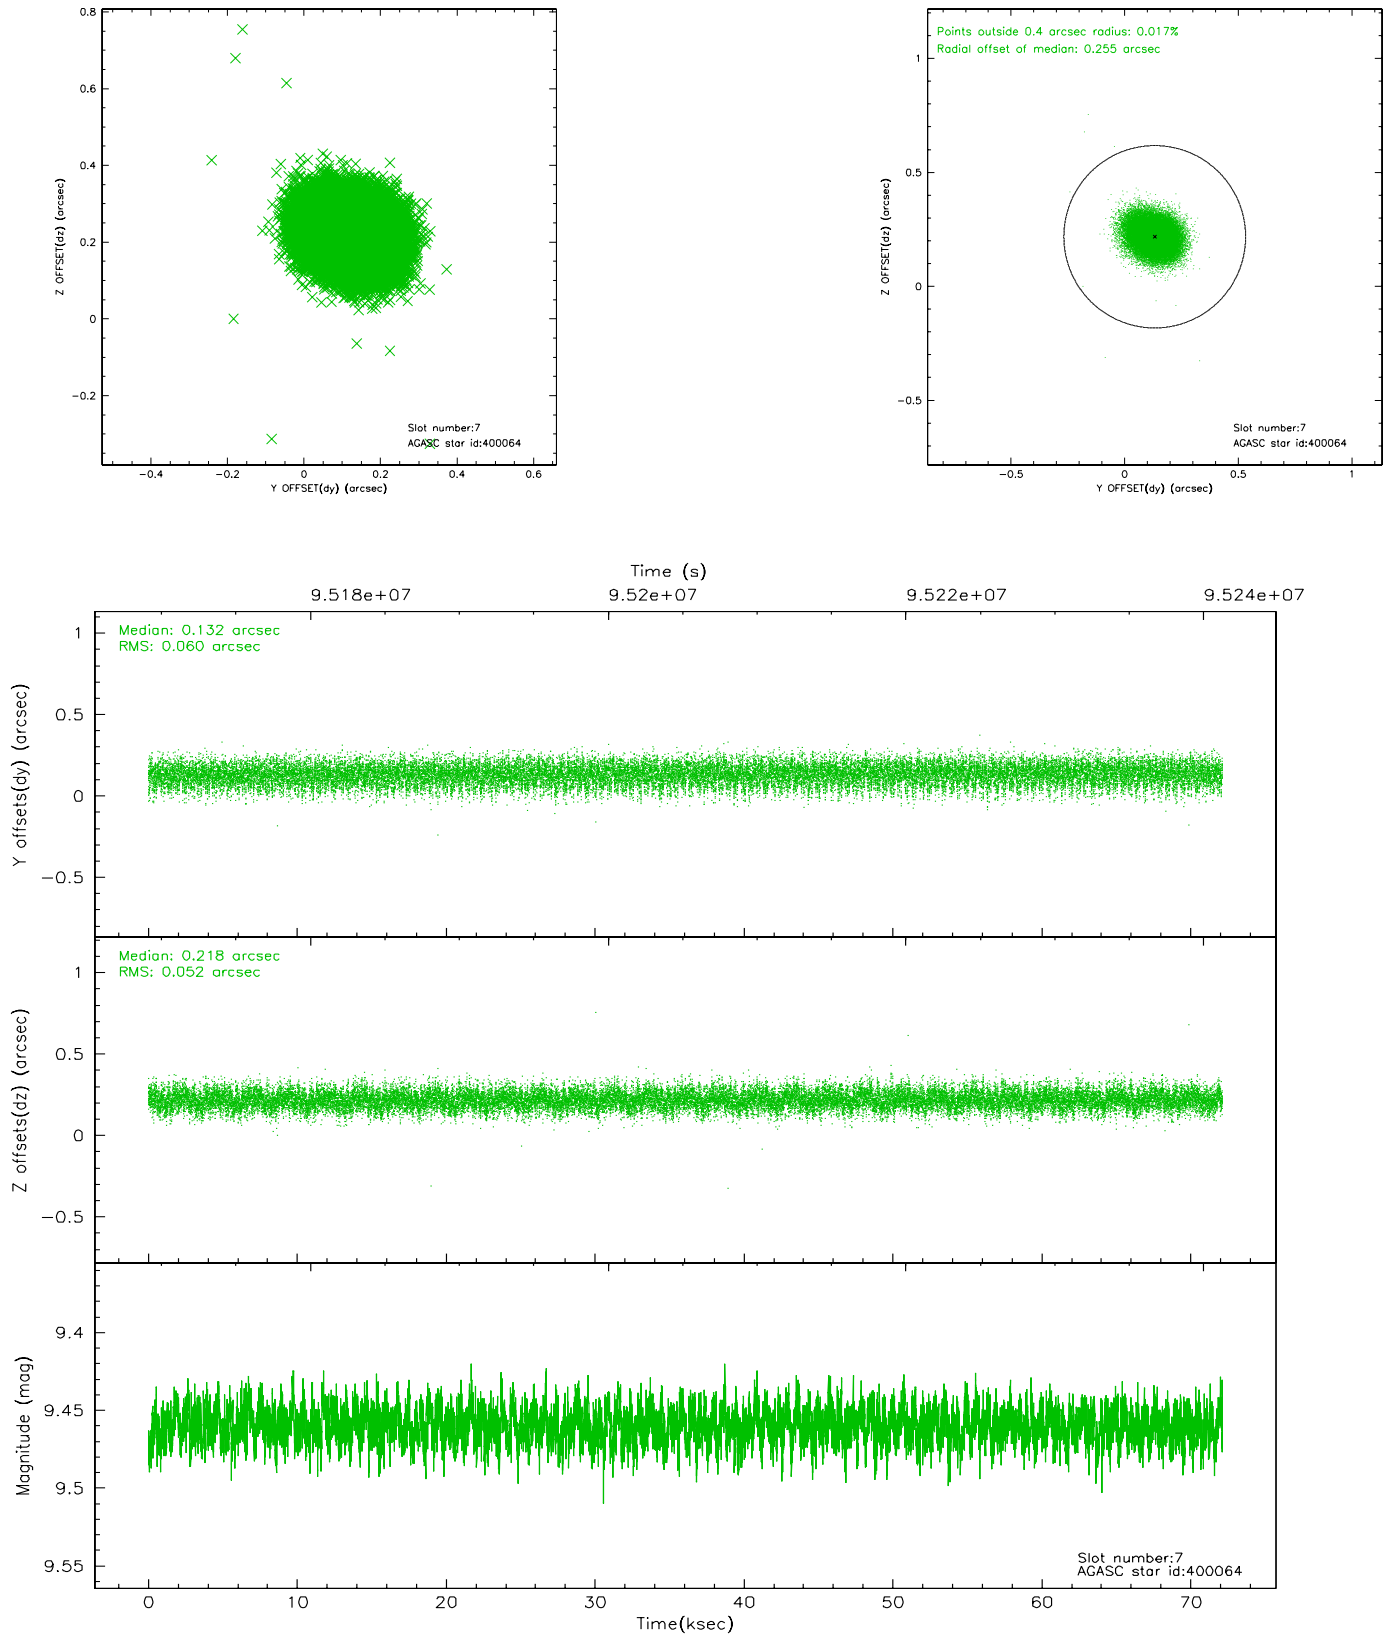 0.8
0.6
0.4
0.2
0
−0.2
Z OFFSET(dz) (arcsec)
−0.4
−0.2
0
0.2
0.4
0.6
Y OFFSET(dy) (arcsec)
Slot number:7
AGASC star id:400064
Points outside 0.4 arcsec radius: 0.017%
Radial offset of median: 0.255 arcsec
1
0.5
0
−0.5
Z OFFSET(dz) (arcsec)
−0.5
0
0.5
1
Y OFFSET(dy) (arcsec)
Slot number:7
AGASC star id:400064
Time (s)
9.518e+07
9.52e+07
9.522e+07
9.524e+07
Median: 0.132 arcsec
RMS: 0.060 arcsec
1
0.5
0
−0.5
Y offsets(dy) (arcsec)
Median: 0.218 arcsec
RMS: 0.052 arcsec
1
0.5
0
−0.5
Z offsets(dz) (arcsec)
9.4
9.45
9.5
9.55
Magnitude (mag)
Slot number:7
AGASC star id:400064
0
10
20
30
40
50
60
70
Time(ksec)